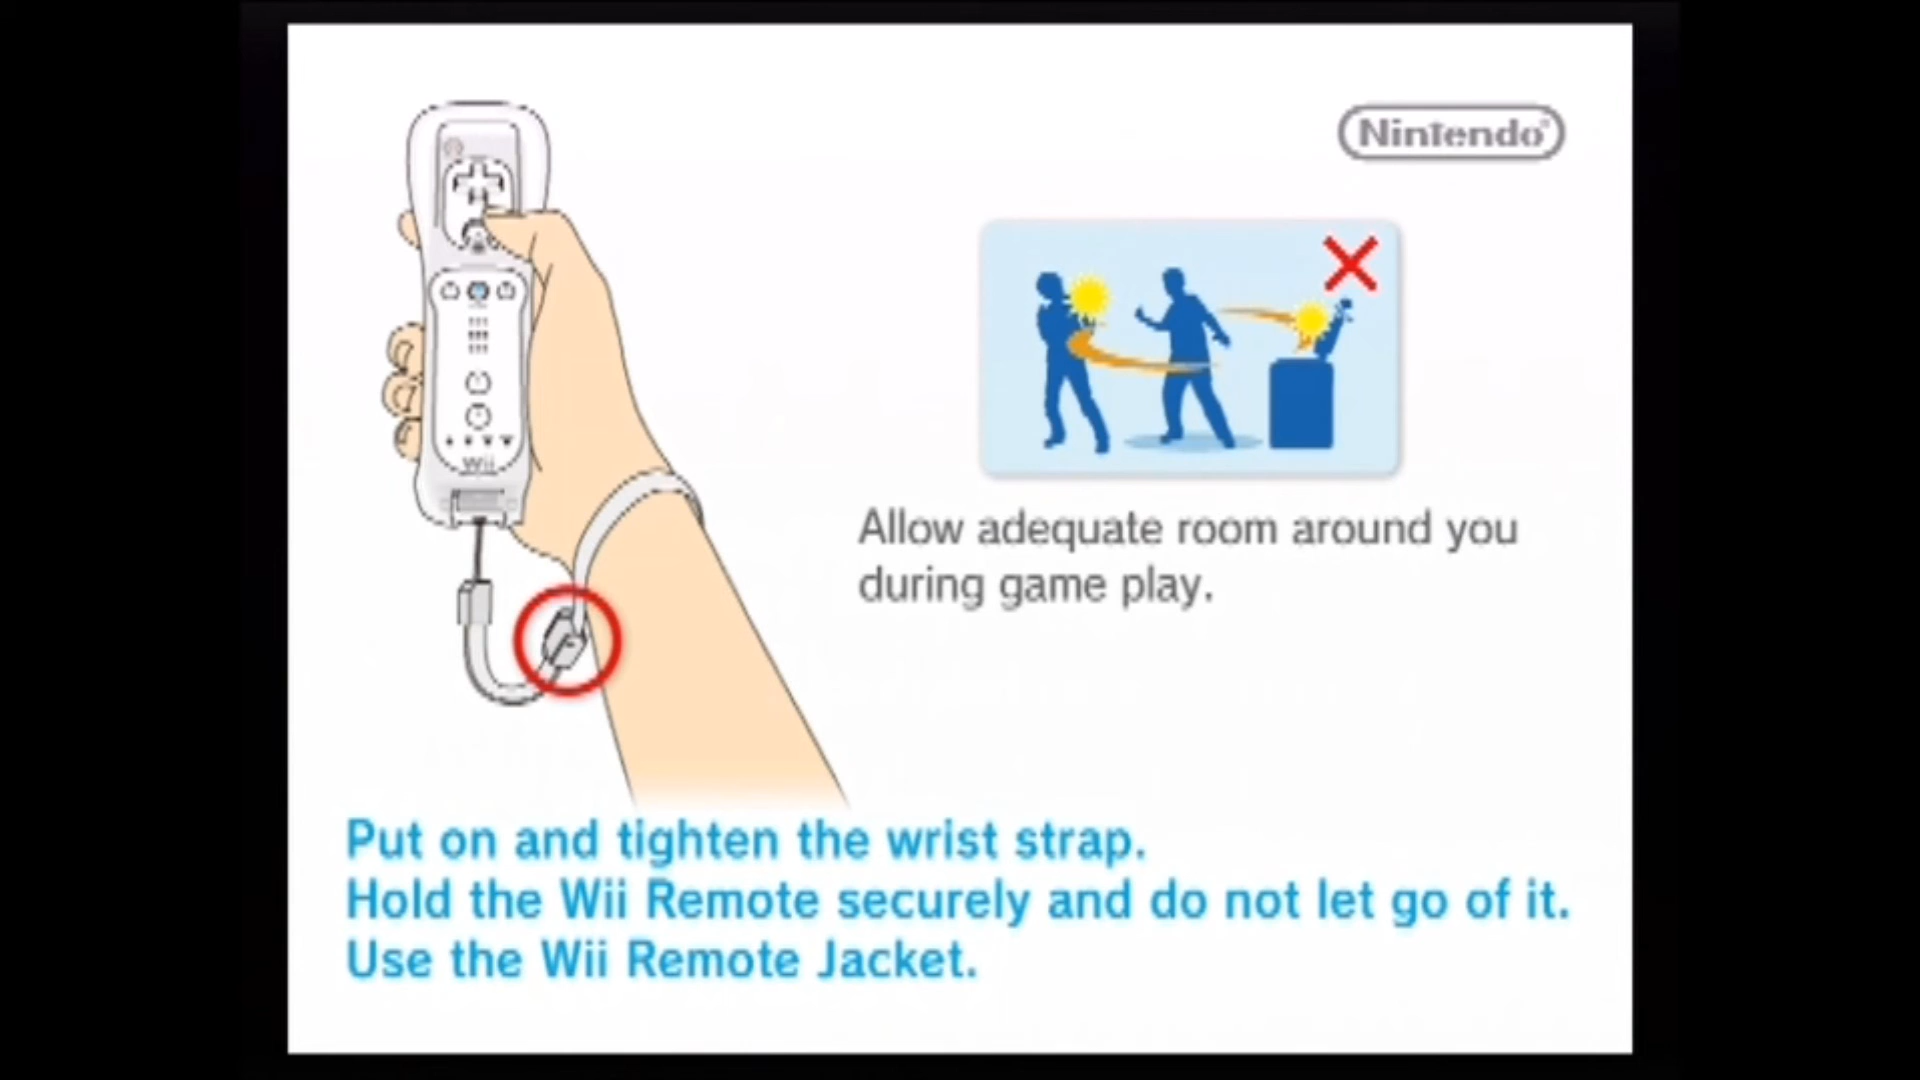 Nintendo
Wii
Allow adequate room around you
during game play.
Put on and tighten the wrist strap.
Hold the Wii Remote securely and do not let go of it.
Use the Wii Remote Jacket.